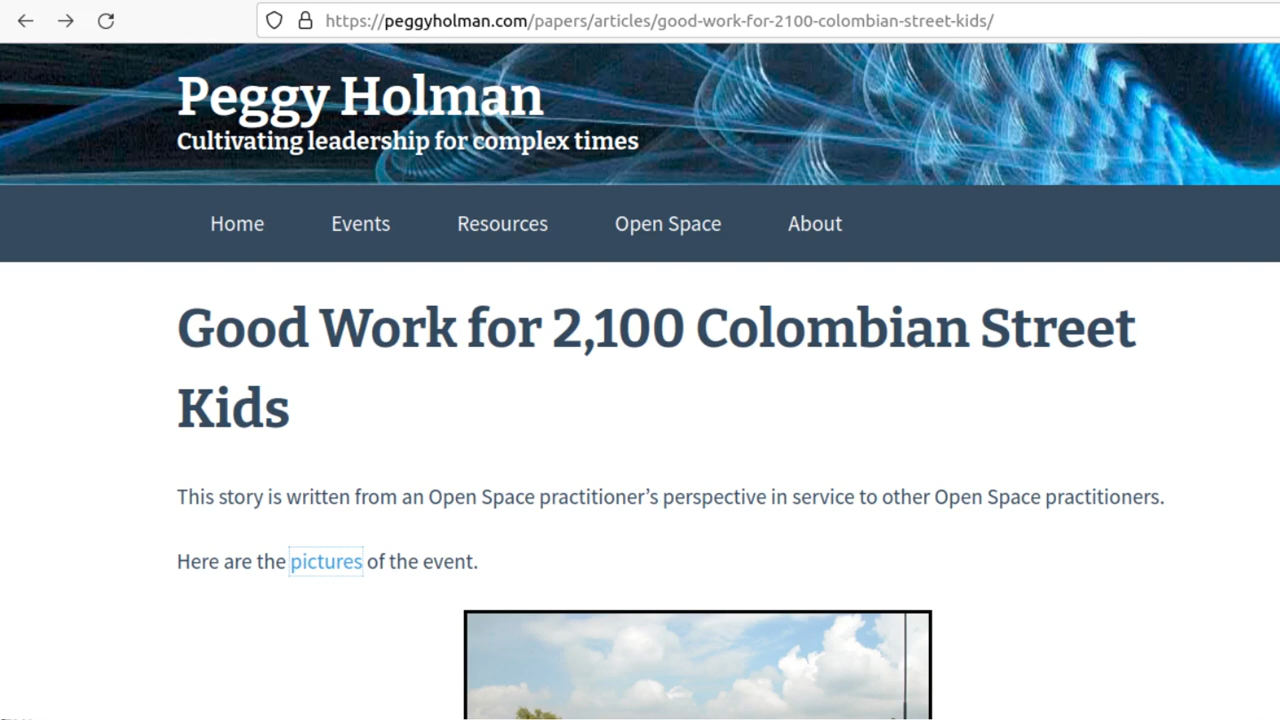 https://peggyholman.com/papers/articles/good-work-for-2100-colombian-street-kids/
Peggy Holman
Cultivating leadership for complex times
Home Events Resources Open Space About
Good Work for 2,100 Colombian Street
Kids
This story is written from an Open Space practitioner’s perspective in service to other Open Space practitioners.
Here are the pictures of the event.